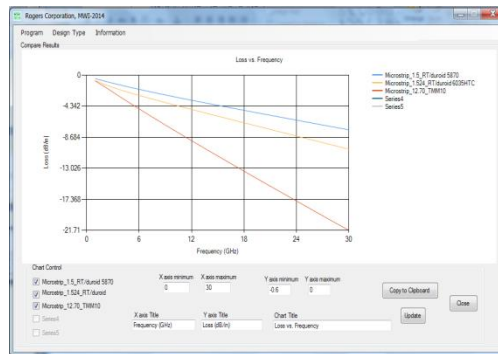 Rogers Corporation, MWI-2014
Program Design Type Information
Compare Results
Loss vs. Frequency
0
-4.342
-8.684
-13.026
-17.368
-21.71
Loss (dB/in)
0 6 12 18 24 30
Frequency (GHz)
Microstrip_1.5_RT/duroid 5870
Microstrip_1.524_RT/duroid6035HTC
Microstrip_12.70_TMM10
Series4
Series5
Chart Control
Microstrip_1.5_RT/duroid 5870
Microstrip_1.524_RT/duroid
Microstrip_12.70_TMM10
Series4
Series5
X axis minimum X axis maximum Y axis minimum Y axis maximum
0 30 -0.6 0
X axis Title Y axis Title Chart Title
Frequency (GHz) Loss (dB/in) Loss vs. Frequency
Copy to Clipboard
Update
Close